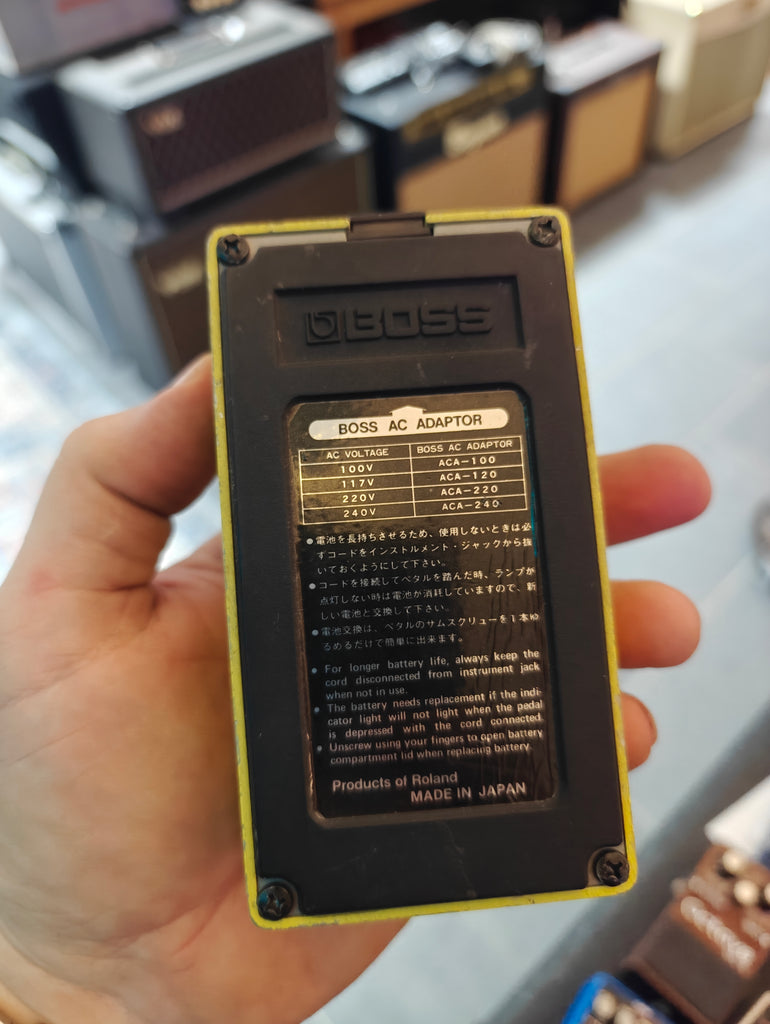 BOSS
BOSS AC ADAPTOR
AC VOLTAGE BOSS AC ADAPTOR
100V ACA-100
117V ACA-120
220V ACA-220
240V ACA-240
●電池を長持ちさせるため、使用しないときは必
ずコードをインストルメント・ジャックから抜
いておくようにして下さい。
●コードを接続してペタルを踏んだ時、ランプが
点灯しない時は電池が消耗していますので、新
しい電池と交換して下さい。
●電池交換は、ペタルのサムスクリューを1本ゆ
るめるだけで簡単に出来ます。
● For longer battery life, always keep the
cord disconnected from instrument jack
when not in use.
● The battery needs replacement if the indi-
cator light will not light when the pedal
is depressed with the cord connected.
● Unscrew using your fingers to open battery
compartment lid when replacing battery.
Products of Roland
MADE IN JAPAN